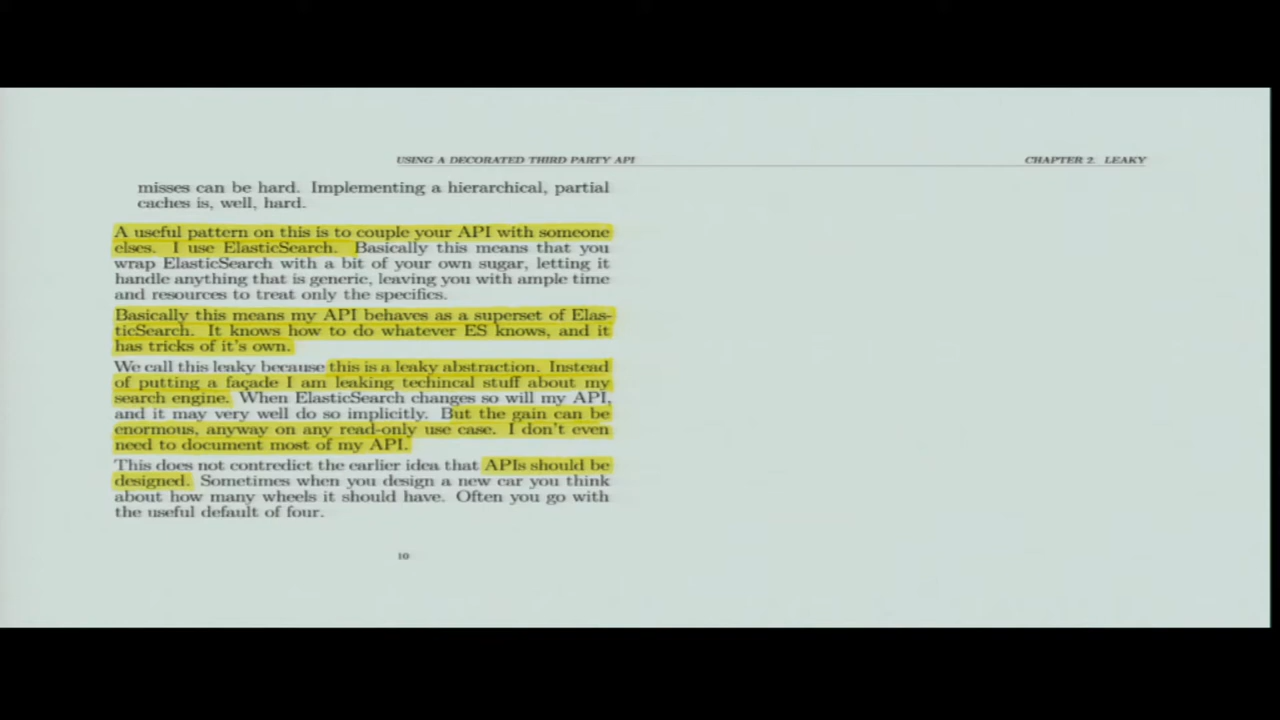 USING A DECORATED THIRD PARTY API
CHAPTER 2. LEAKY
misses can be hard. Implementing a hierarchical, partial
caches is, well, hard.
A useful pattern on this is to couple your API with someone
elses. I use ElasticSearch. Basically this means that you
wrap ElasticSearch with a bit of your own sugar, letting it
handle anything that is generic, leaving you with ample time
and resources to treat only the specifics.
Basically this means my API behaves as a superset of Elas-
ticSearch. It knows how to do whatever ES knows, and it
has tricks of it's own.
We call this leaky because this is a leaky abstraction. Instead
of putting a façade I am leaking techincal stuff about my
search engine. When ElasticSearch changes so will my API,
and it may very well do so implicitly. But the gain can be
enormous, anyway on any read-only use case. I don't even
need to document most of my API.
This does not contredict the earlier idea that APIs should be
designed. Sometimes when you design a new car you think
about how many wheels it should have. Often you go with
the useful default of four.
10